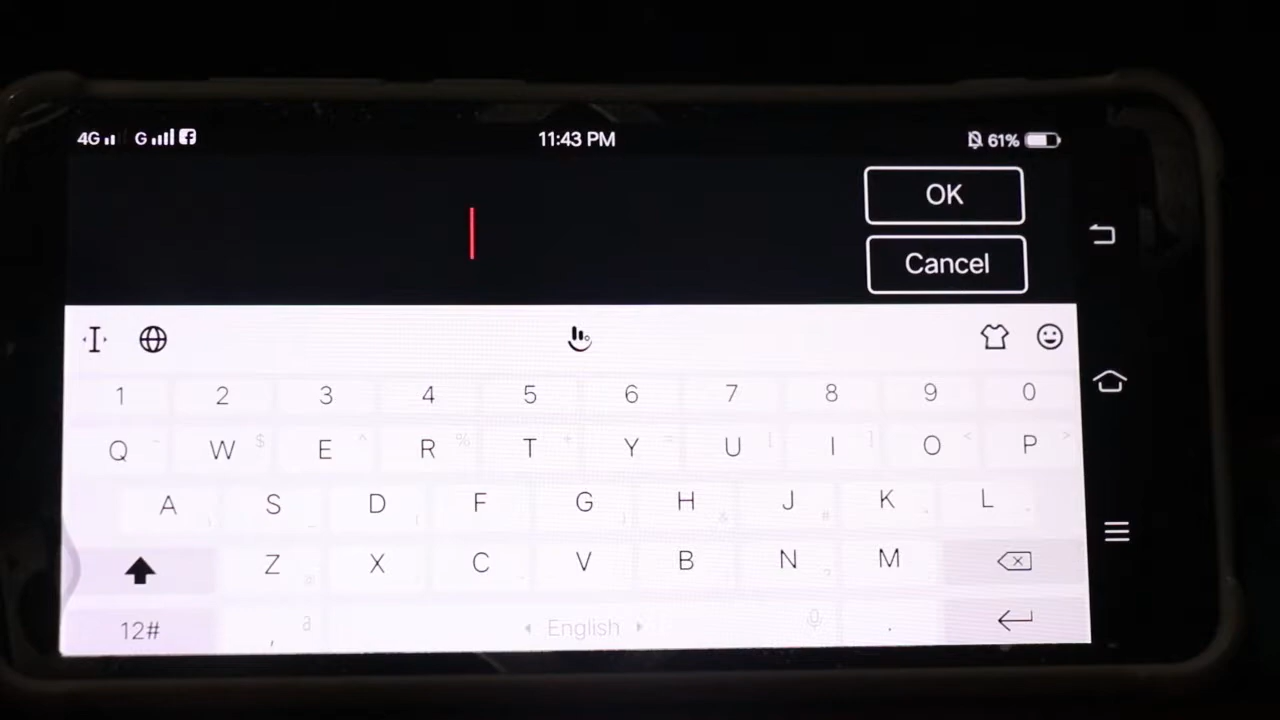 4G G 11:43 PM 61%
OK
Cancel
1 2 3 4 5 6 7 8 9 0
Q W $ E ^ R % T + Y = U [ I ] O < P >
A S D F G H & J # K L
Z @ X C V B N M
12# , a English .